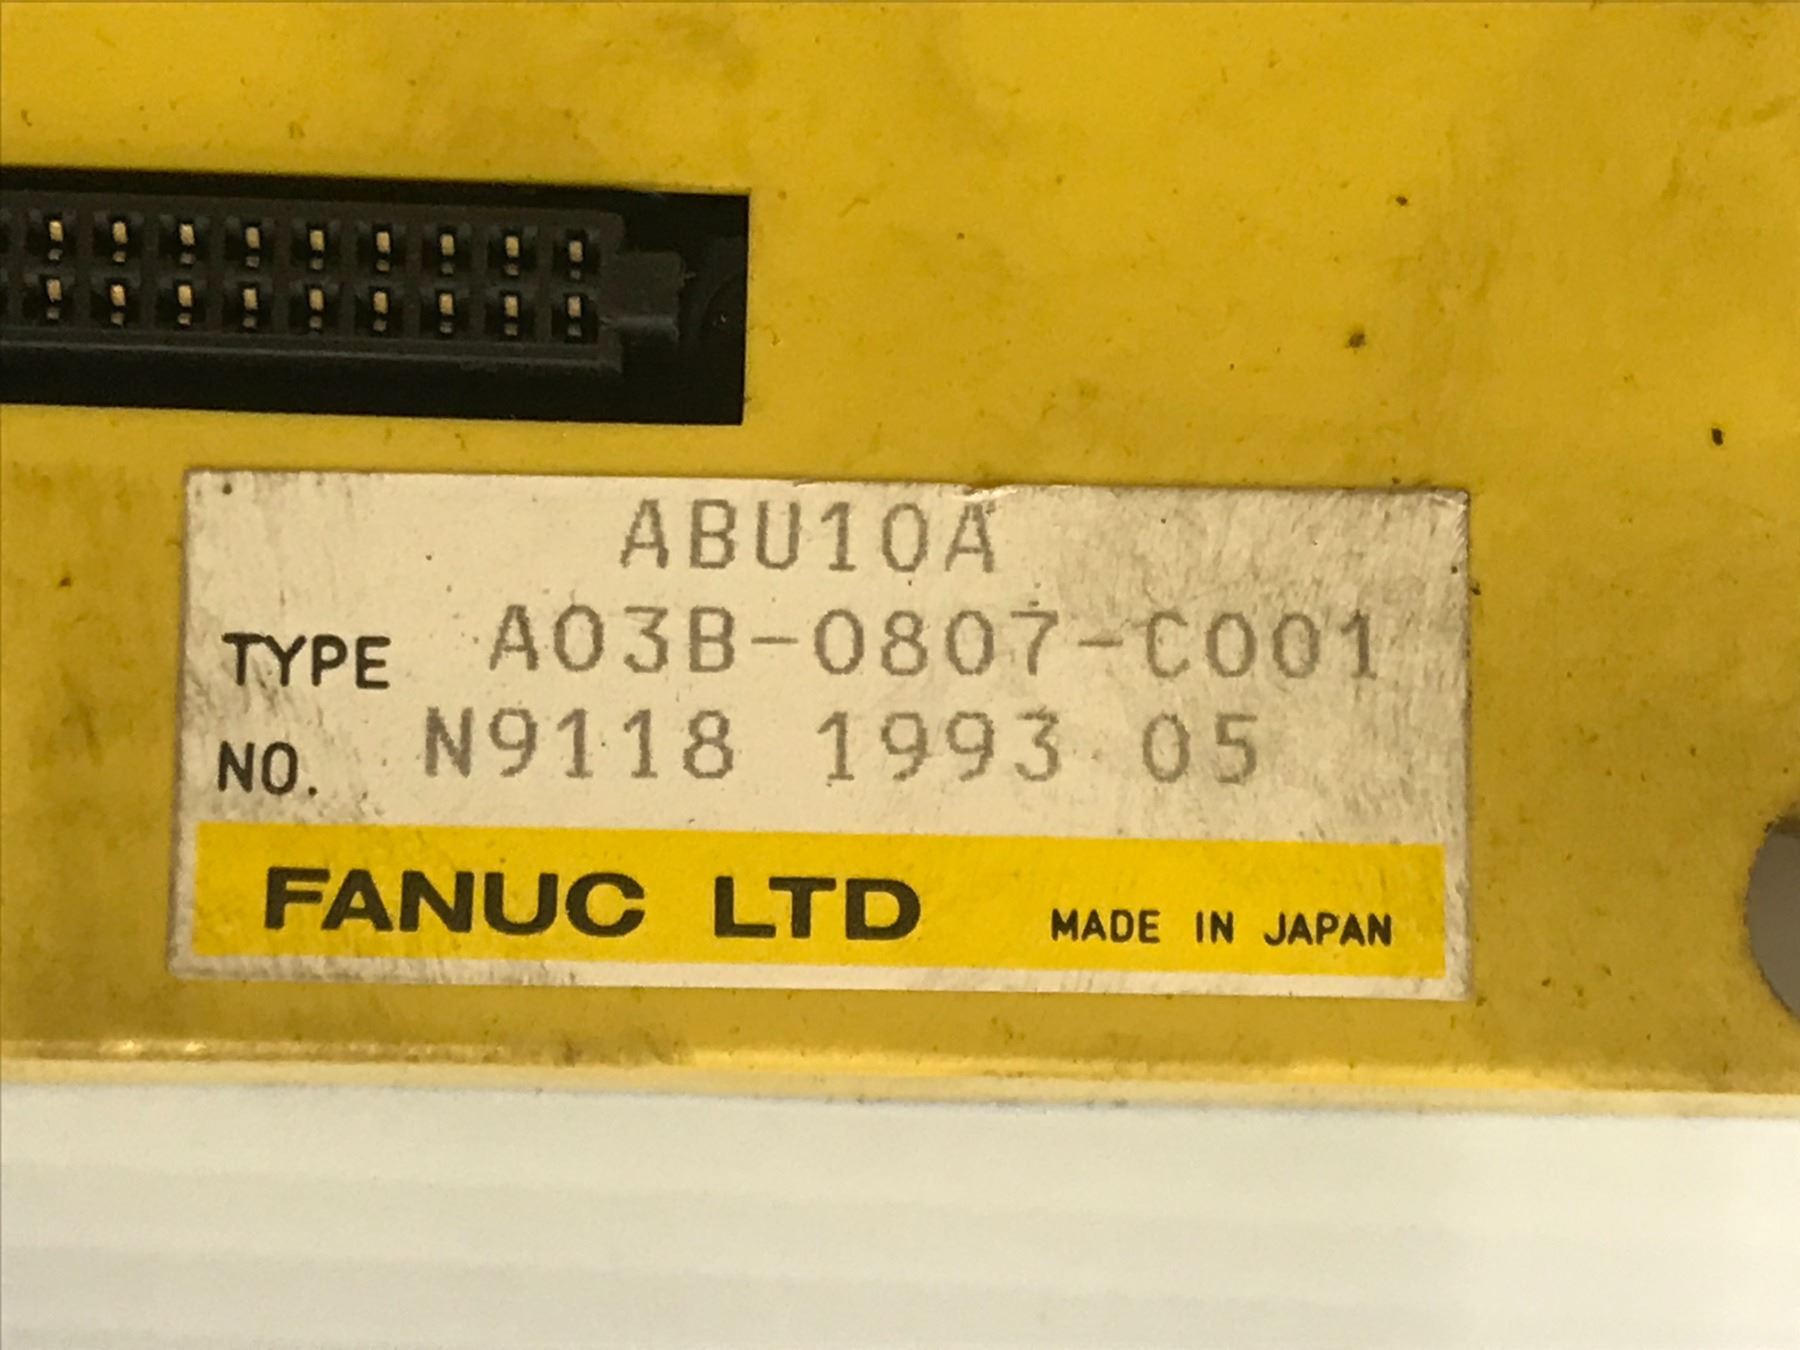 ABU10A
TYPE A03B-0807-C001
NO. N9118 1993 05
FANUC LTD MADE IN JAPAN